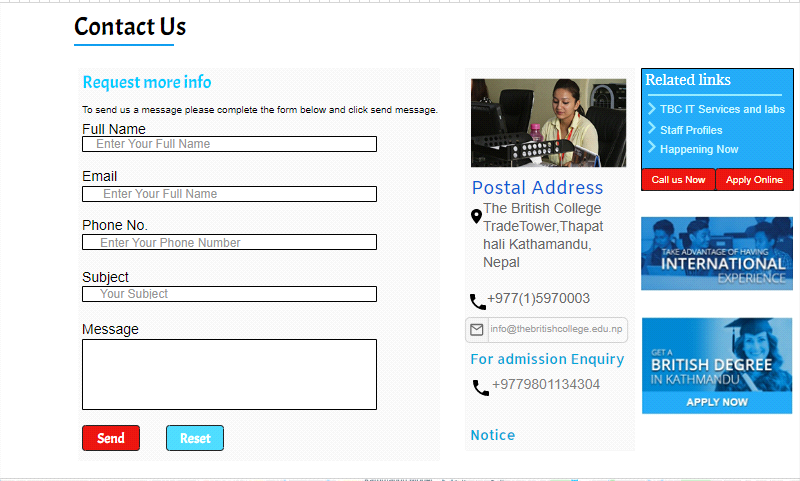 Contact Us
Request more info
To send us a message please complete the form below and click send message.
Full Name
Enter Your Full Name
Email
Enter Your Full Name
Phone No.
Enter Your Phone Number
Subject
Your Subject
Message
Send
Reset
Postal Address
The British College
TradeTower,Thapat
hali Kathamandu,
Nepal
+977(1)5970003
info@thebritishcollege.edu.np
For admission Enquiry
+9779801134304
Notice
Related links
TBC IT Services and labs
Staff Profiles
Happening Now
Call us Now
Apply Online
TAKE ADVANTAGE OF HAVING
INTERNATIONAL
EXPERIENCE
GET A
BRITISH DEGREE
IN KATHMANDU
APPLY NOW